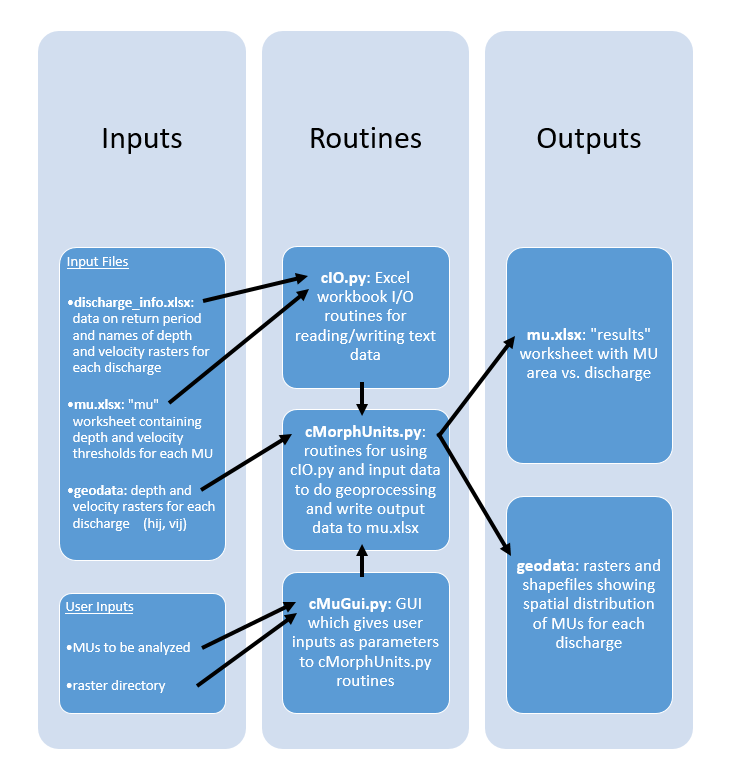 Inputs
Routines
Outputs
Input Files
•discharge_info.xlsx:
data on return period
and names of depth
and velocity rasters for
each discharge
•mu.xlsx: "mu"
worksheet containing
depth and velocity
thresholds for each MU
•geodata: depth and
velocity rasters for each
discharge (hij, vij)
User Inputs
•MUs to be analyzed
•raster directory
cIO.py: Excel
workbook I/O
routines for
reading/writing text
data
cMorphUnits.py:
routines for using
cIO.py and input data
to do geoprocessing
and write output
data to mu.xlsx
cMuGui.py: GUI
which gives user
inputs as parameters
to cMorphUnits.py
routines
mu.xlsx: "results"
worksheet with MU
area vs. discharge
geodata: rasters and
shapefiles showing
spatial distribution
of MUs for each
discharge